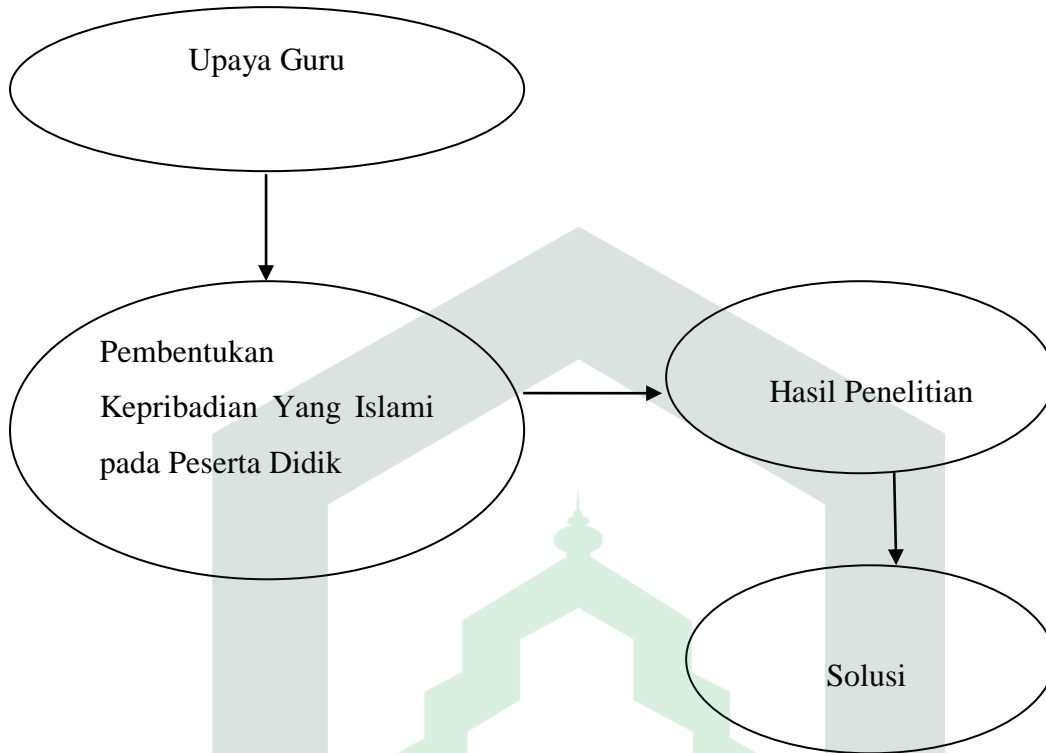 Upaya Guru
Pembentukan
Kepribadian Yang Islami
pada Peserta Didik
Hasil Penelitian
Solusi